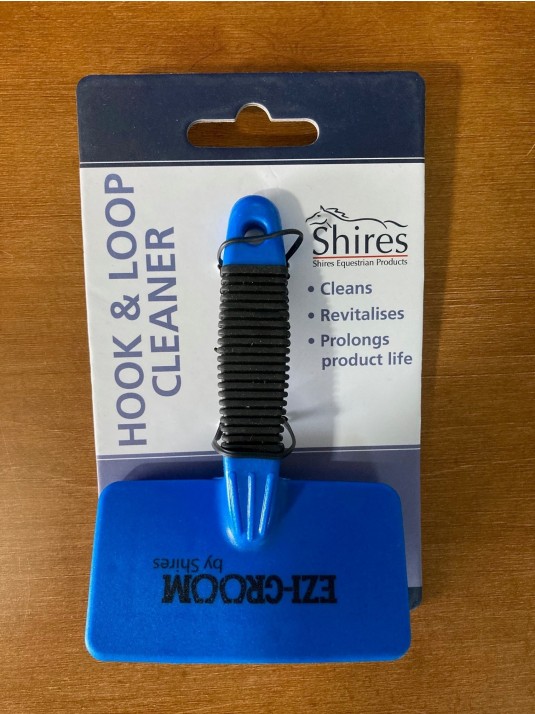 HOOK & LOOP
CLEANER
Shires
Shires Equestrian Products
• Cleans
• Revitalises
• Prolongs
product life
EZI-GROOM
by Shires